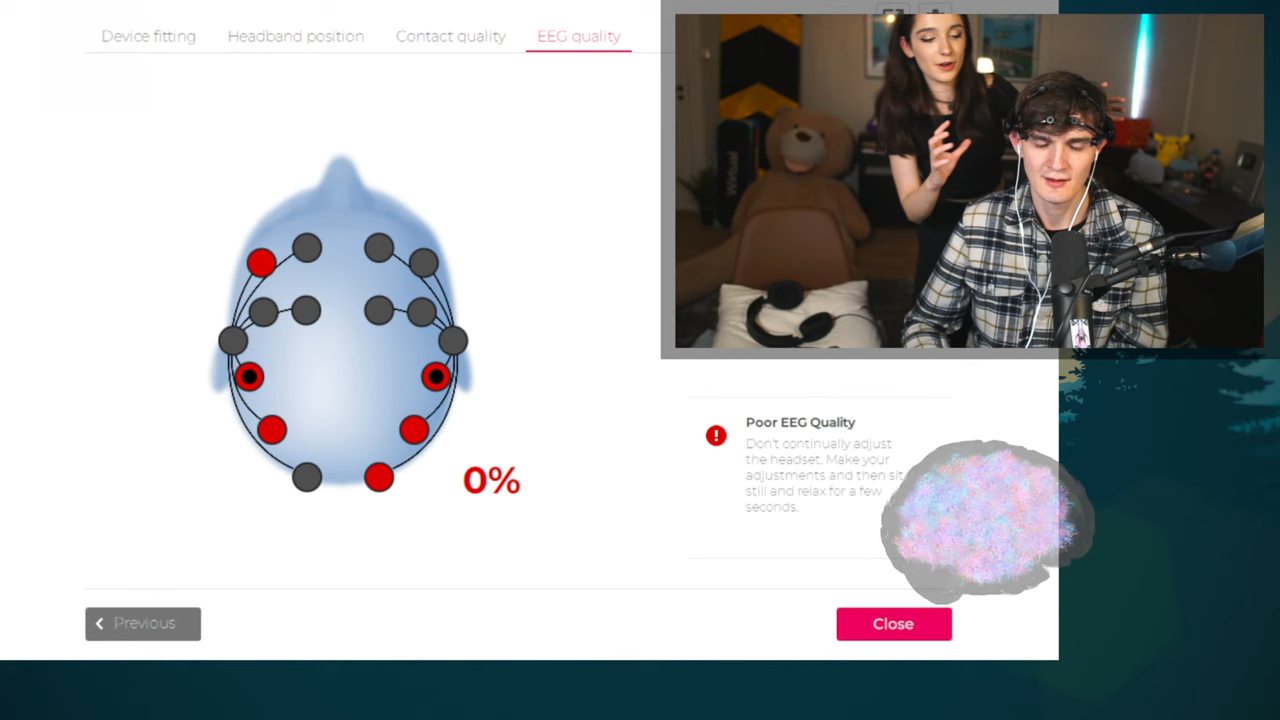 Device fitting
Headband position
Contact quality
EEG quality
0%
Poor EEG Quality
Don't continually adjust
the headset. Make your
adjustments and then sit
still and relax for a few
seconds.
Previous
Close